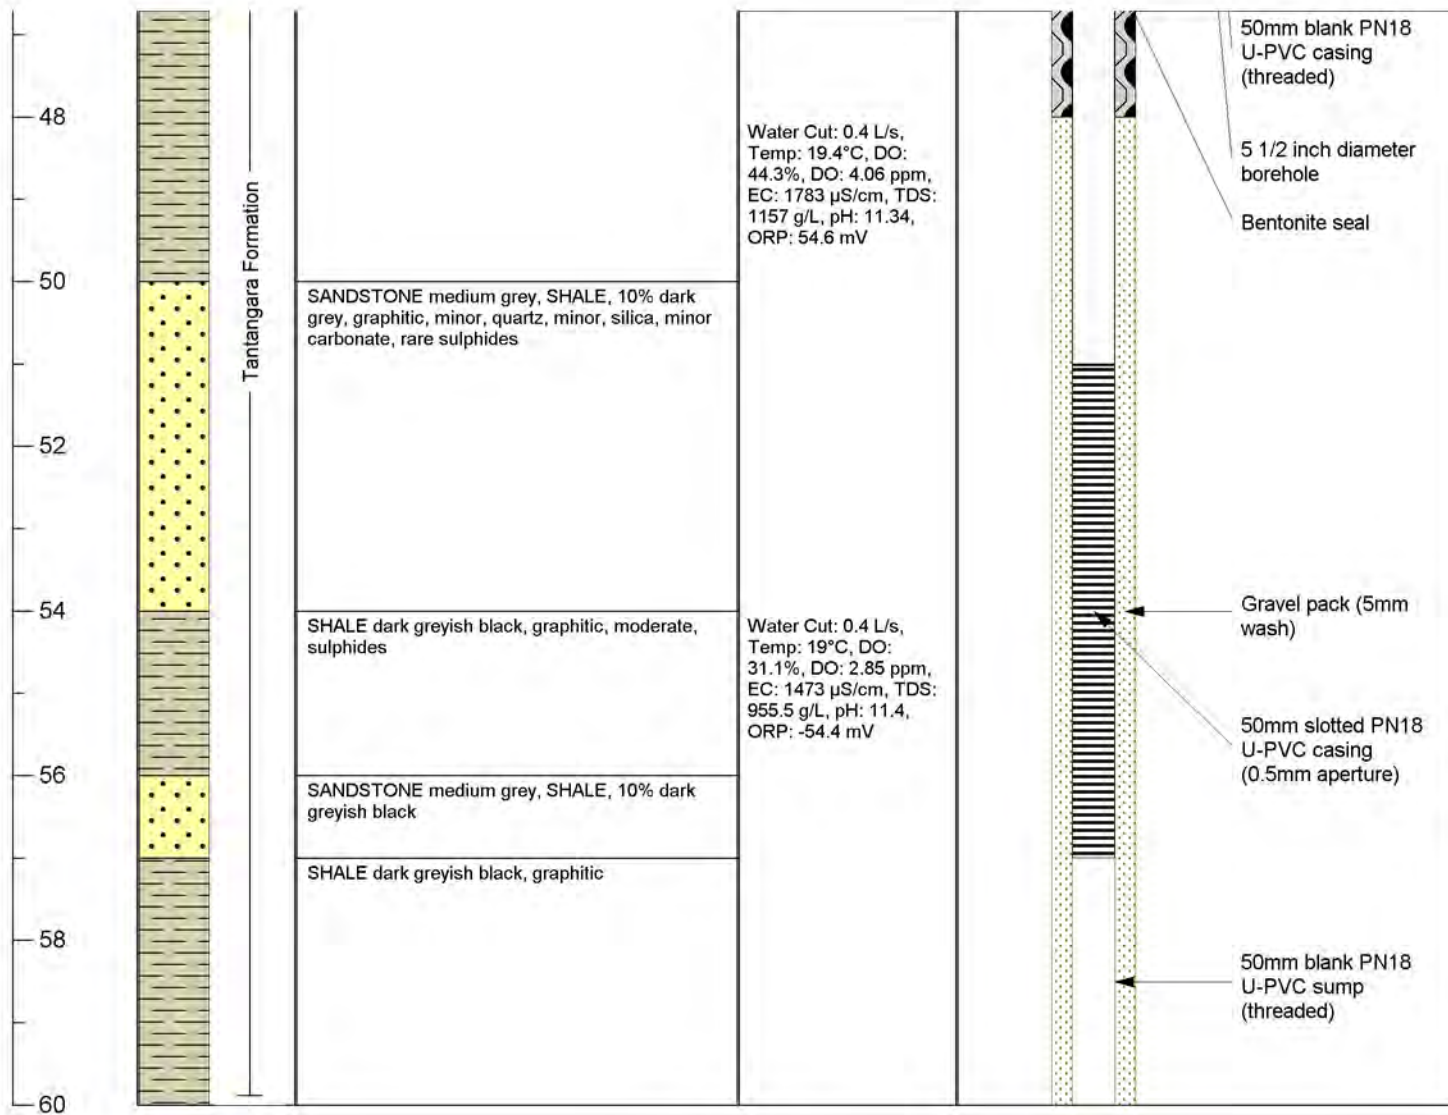 48
50
52
54
56
58
60
Tantangara Formation
SANDSTONE medium grey, SHALE, 10% dark
grey, graphitic, minor, quartz, minor, silica, minor
carbonate, rare sulphides
SHALE dark greyish black, graphitic, moderate,
sulphides
SANDSTONE medium grey, SHALE, 10% dark
greyish black
SHALE dark greyish black, graphitic
Water Cut: 0.4 L/s,
Temp: 19.4°C, DO:
44.3%, DO: 4.06 ppm,
EC: 1783 µS/cm, TDS:
1157 g/L, pH: 11.34,
ORP: 54.6 mV
Water Cut: 0.4 L/s,
Temp: 19°C, DO:
31.1%, DO: 2.85 ppm,
EC: 1473 µS/cm, TDS:
955.5 g/L, pH: 11.4,
ORP: -54.4 mV
50mm blank PN18
U-PVC casing
(threaded)
5 1/2 inch diameter
borehole
Bentonite seal
Gravel pack (5mm
wash)
50mm slotted PN18
U-PVC casing
(0.5mm aperture)
50mm blank PN18
U-PVC sump
(threaded)